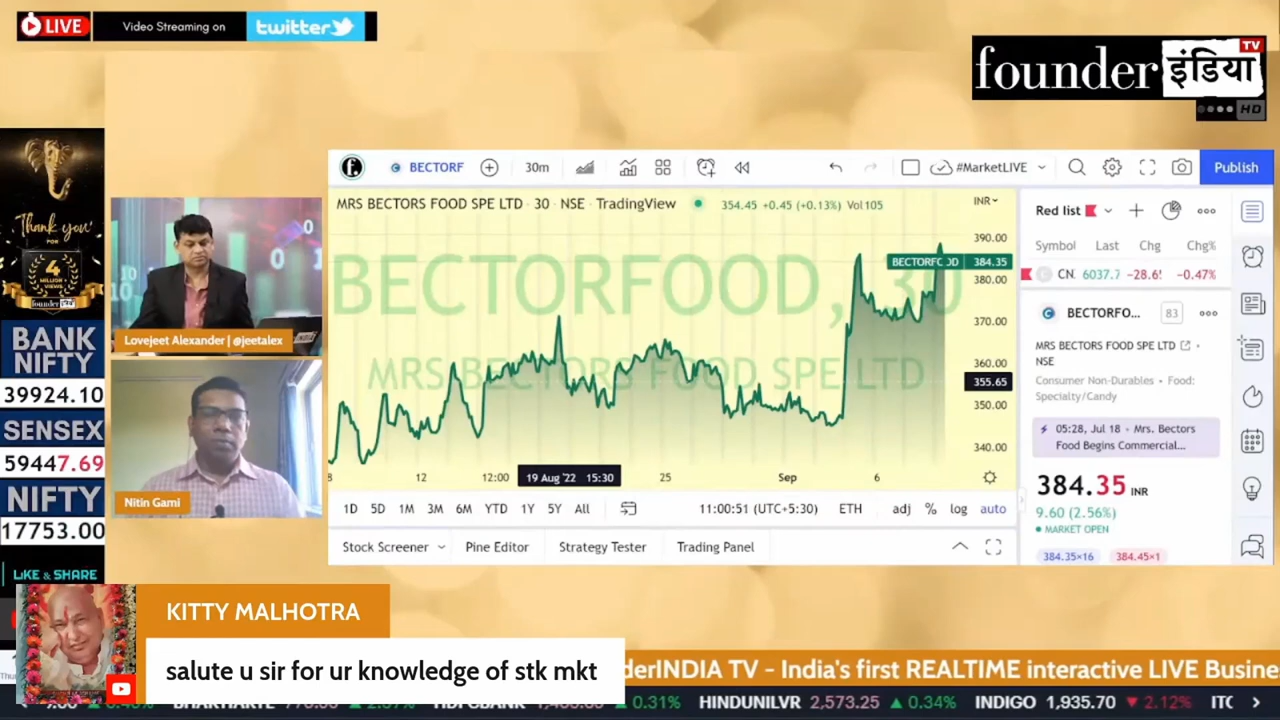 LIVE
Video Streaming on
twitter
founder इंडिया
TV
HD
Thank you
FOR
4
MILLION+
VIEWS
BANK
NIFTY
39924.10
SENSEX
59447.69
NIFTY
17753.00
LIKE & SHARE
Lovejeet Alexander | @jeetalex
Nitin Gami
BECTORF
30m
#MarketLIVE
Publish
MRS BECTORS FOOD SPE LTD · 30 · NSE · TradingView
354.45 +0.45 (+0.13%) Vol 105
INR
BECTORFOOD, 30
MRS BECTORS FOOD SPE LTD
390.00
384.35
380.00
370.00
360.00
355.65
350.00
340.00
12
12:00
19 Aug '22 15:30
25
Sep
6
1D 5D 1M 3M 6M YTD 1Y 5Y All
11:00:51 (UTC+5:30)
ETH
adj % log auto
Stock Screener
Pine Editor
Strategy Tester
Trading Panel
Red list
Symbol Last Chg Chg%
CN 6037.7 -28.6 -0.47%
BECTORFO...
83
MRS BECTORS FOOD SPE LTD
NSE
Consumer Non-Durables • Food:
Specialty/Candy
05:28, Jul 18 • Mrs. Bectors
Food Begins Commercial...
384.35 INR
9.60 (2.56%)
MARKET OPEN
384.35×16
384.45×1
KITTY MALHOTRA
salute u sir for ur knowledge of stk mkt
derINDIA TV - India's first REALTIME interactive LIVE Busine
0.31% HINDUNILVR 2,573.25 0.34% INDIGO 1,935.70 2.12% ITC